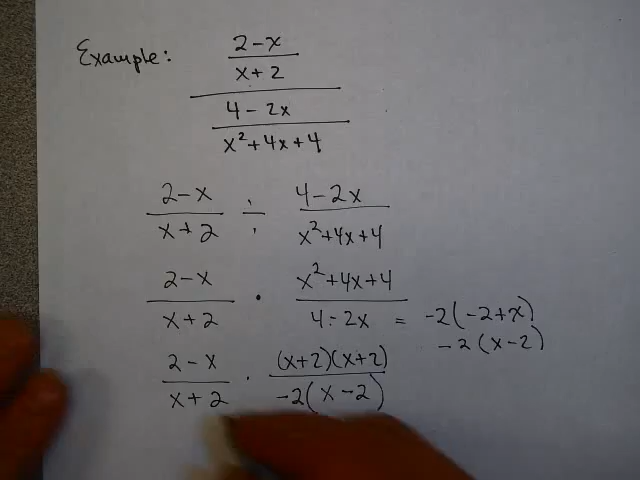 Example:
2-x
x+2
4-2x
x²+4x+4
2-x ÷ 4-2x
x+2 x²+4x+4
2-x · x²+4x+4
x+2 4-2x = -2(-2+x)
-2(x-2)
2-x · (x+2)(x+2)
x+2 -2(x-2)